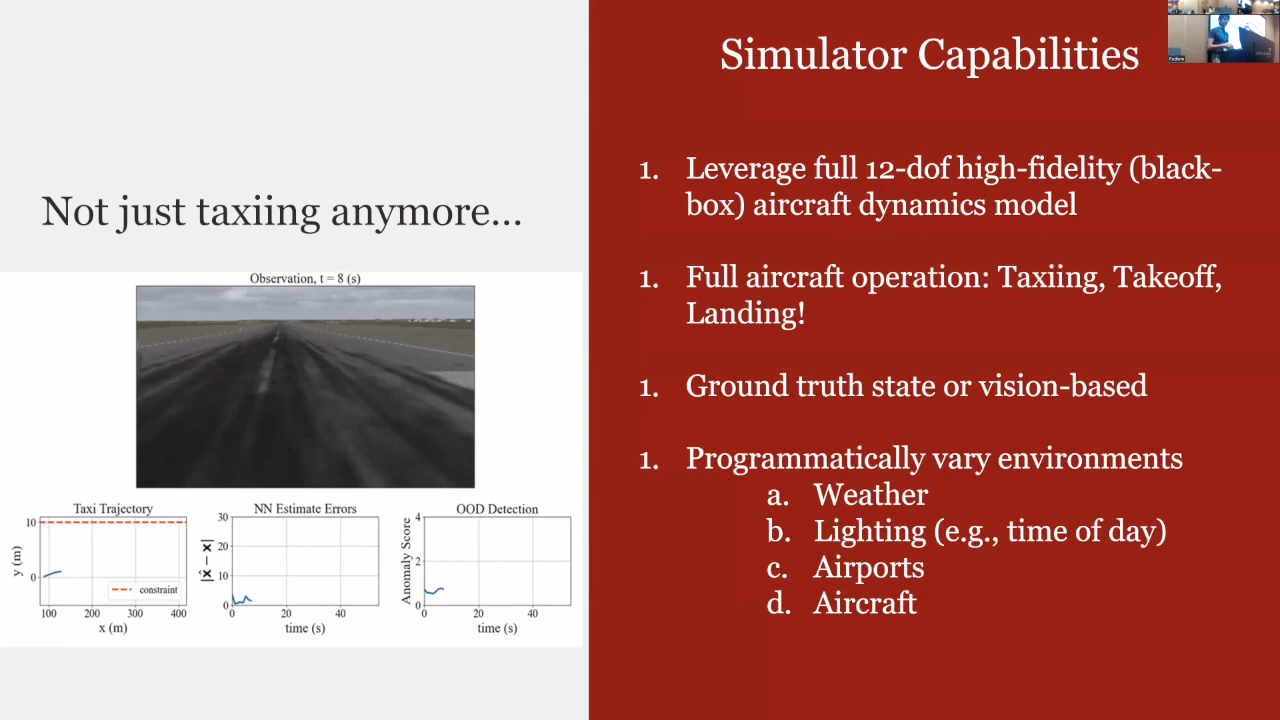 Not just taxiing anymore...
Observation, t = 8 (s)
Taxi Trajectory
10
0
y (m)
constraint
100 200 300 400
x (m)
NN Estimate Errors
30
20
10
0
|x̂ − x|
0 20 40
time (s)
OOD Detection
4
2
0
Anomaly Score
0 20 40
time (s)
Simulator Capabilities
1. Leverage full 12-dof high-fidelity (black-
box) aircraft dynamics model
1. Full aircraft operation: Taxiing, Takeoff,
Landing!
1. Ground truth state or vision-based
1. Programmatically vary environments
a. Weather
b. Lighting (e.g., time of day)
c. Airports
d. Aircraft
Podium